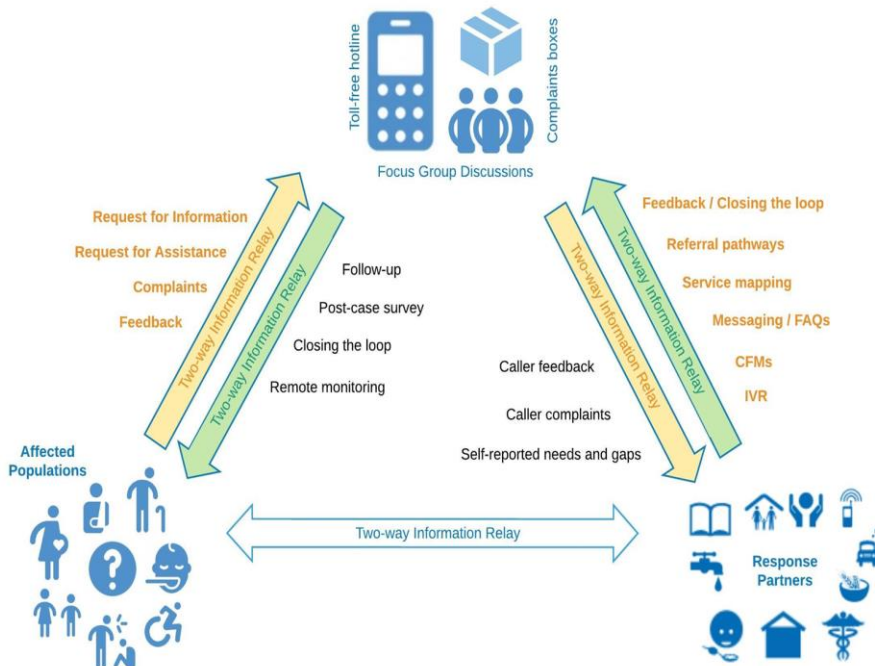 Toll-free hotline
Complaints boxes
Focus Group Discussions
Request for Information
Request for Assistance
Complaints
Feedback
Two-way Information Relay
Two-way Information Relay
Follow-up
Post-case survey
Closing the loop
Remote monitoring
Two-way Information Relay
Two-way Information Relay
Feedback / Closing the loop
Referral pathways
Service mapping
Messaging / FAQs
CFMs
IVR
Caller feedback
Caller complaints
Self-reported needs and gaps
Affected
Populations
?
Two-way Information Relay
Response
Partners